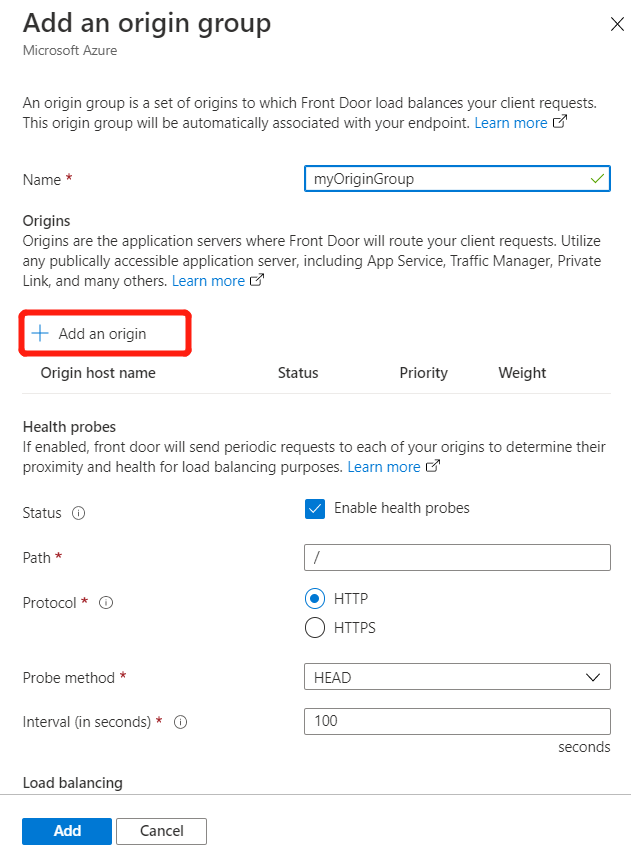 Add an origin group
Microsoft Azure
An origin group is a set of origins to which Front Door load balances your client requests.
This origin group will be automatically associated with your endpoint. Learn more
Name *
myOriginGroup
Origins
Origins are the application servers where Front Door will route your client requests. Utilize
any publically accessible application server, including App Service, Traffic Manager, Private
Link, and many others. Learn more
Add an origin
Origin host name Status Priority Weight
Health probes
If enabled, front door will send periodic requests to each of your origins to determine their
proximity and health for load balancing purposes. Learn more
Status
Enable health probes
Path *
/
Protocol *
HTTP
HTTPS
Probe method *
HEAD
Interval (in seconds) *
100
seconds
Load balancing
Add
Cancel